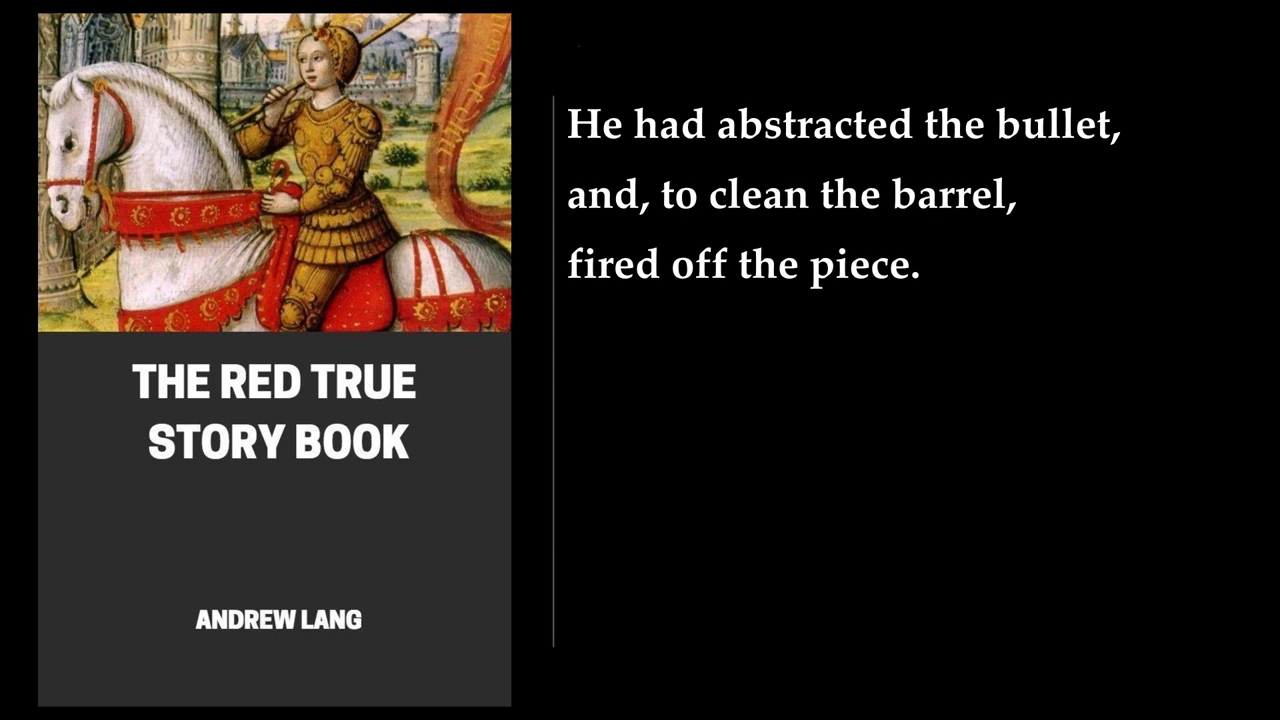 THE RED TRUE
STORY BOOK
ANDREW LANG
He had abstracted the bullet,
and, to clean the barrel,
fired off the piece.